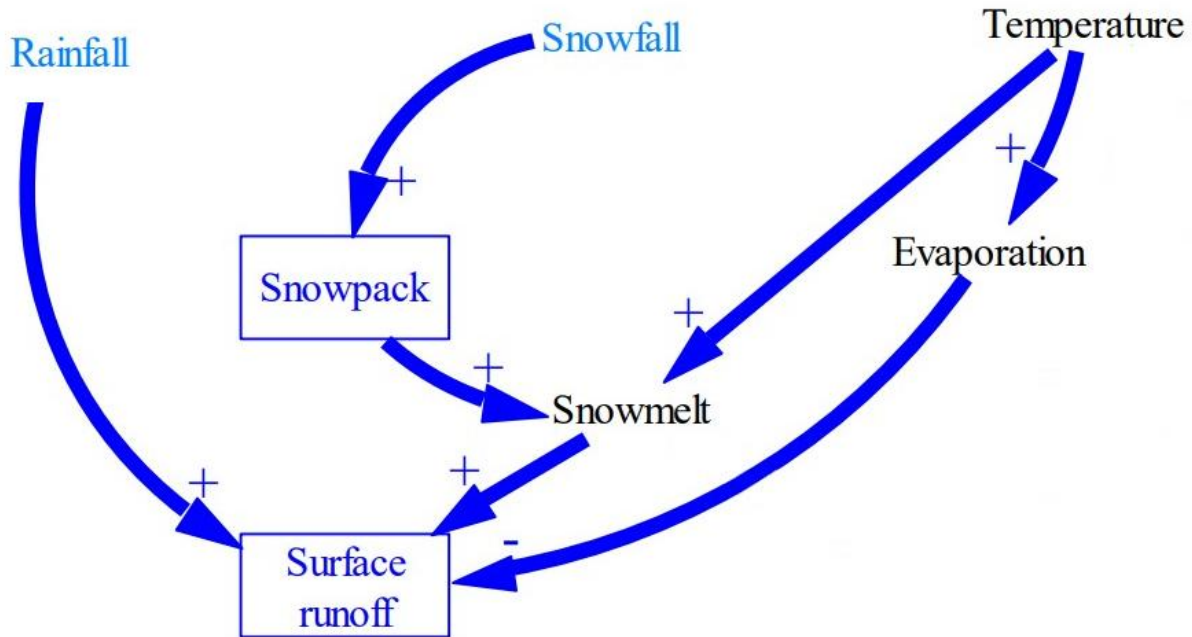 Rainfall
Snowfall
Temperature
+
+
Evaporation
Snowpack
+
+
Snowmelt
+
+
-
Surface
runoff